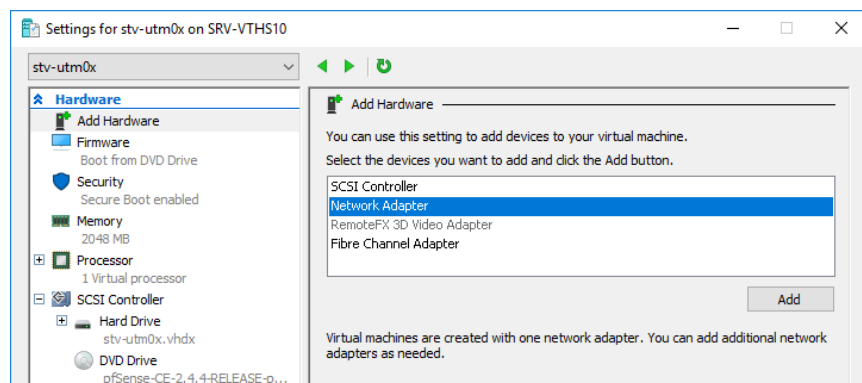 Settings for stv-utm0x on SRV-VTHS10
stv-utm0x
Hardware
Add Hardware
Firmware
Boot from DVD Drive
Security
Secure Boot enabled
Memory
2048 MB
Processor
1 Virtual processor
SCSI Controller
Hard Drive
stv-utm0x.vhdx
DVD Drive
pfSense-CE-2.4.4-RELEASE-p...
Add Hardware
You can use this setting to add devices to your virtual machine.
Select the devices you want to add and click the Add button.
SCSI Controller
Network Adapter
RemoteFX 3D Video Adapter
Fibre Channel Adapter
Add
Virtual machines are created with one network adapter. You can add additional network
adapters as needed.